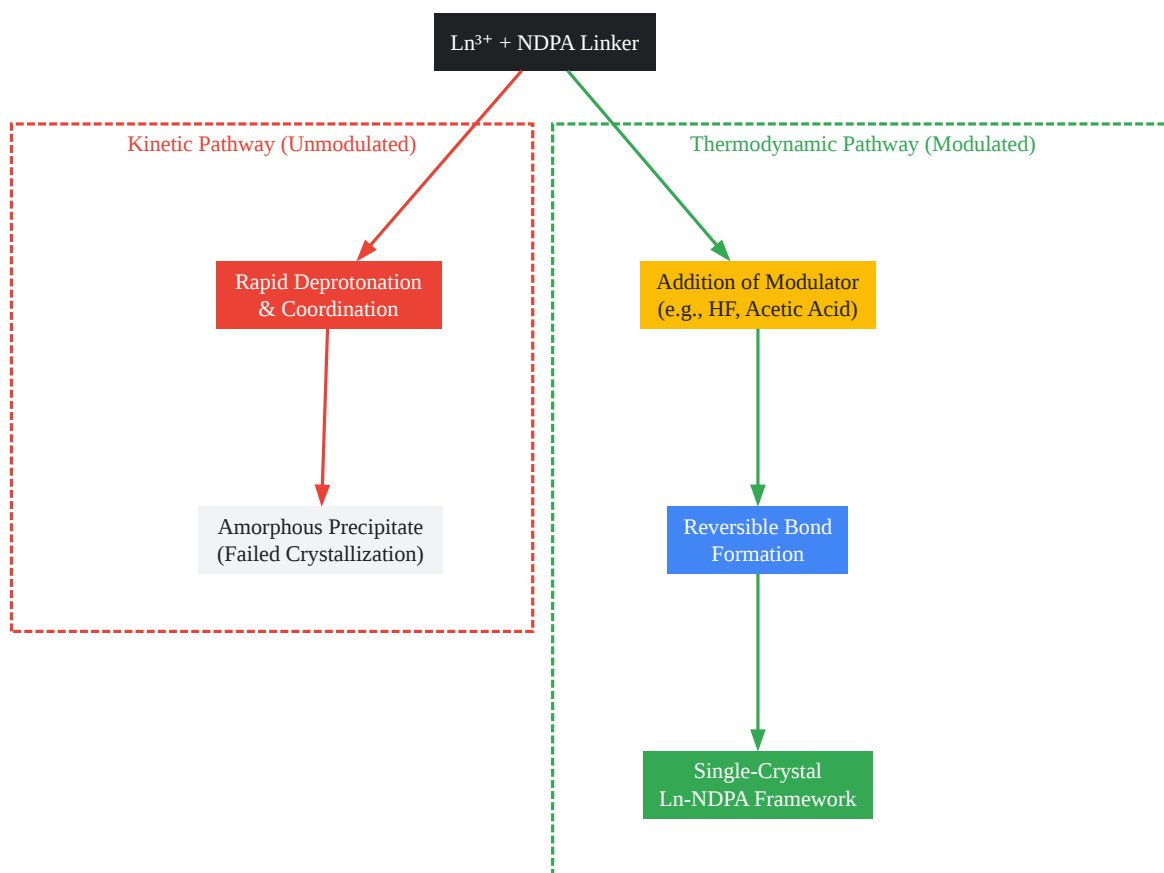 Ln³⁺ + NDPA Linker
Kinetic Pathway (Unmodulated)
Rapid Deprotonation
& Coordination
Amorphous Precipitate
(Failed Crystallization)
Thermodynamic Pathway (Modulated)
Addition of Modulator
(e.g., HF, Acetic Acid)
Reversible Bond
Formation
Single-Crystal
Ln-NDPA Framework